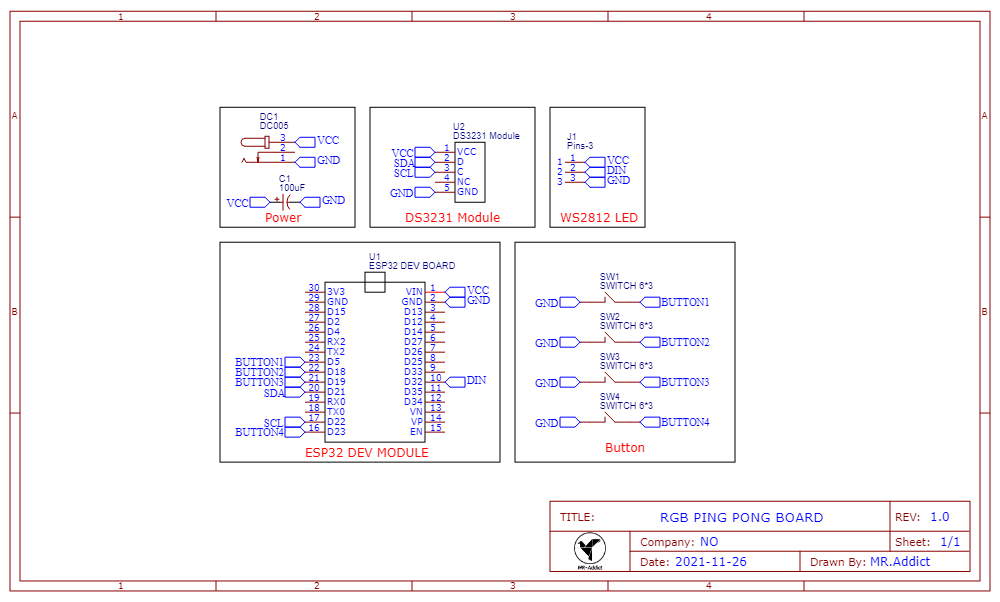 1 2 3 4
A A
DC1
DC005
3 VCC
2
1 GND
C1
100uF
VCC + GND
Power
U2
DS3231 Module
VCC 1 VCC
SDA 2 D
SCL 3 C
4 NC
GND 5 GND
DS3231 Module
J1
Pins-3
1 1 VCC
2 2 DIN
3 3 GND
WS2812 LED
B B
U1
ESP32 DEV BOARD
30 3V3 VIN 1 VCC
29 GND GND 2 GND
28 D15 D13 3
27 D2 D12 4
26 D4 D14 5
25 RX2 D27 6
24 TX2 D26 7
BUTTON1 23 D5 D25 8
BUTTON2 22 D18 D33 9
BUTTON3 21 D19 D32 10 DIN
SDA 20 D21 D35 11
19 RX0 D34 12
18 TX0 VN 13
SCL 17 D22 VP 14
BUTTON4 16 D23 EN 15
ESP32 DEV MODULE
SW1
SWITCH 6*3
GND BUTTON1
SW2
SWITCH 6*3
GND BUTTON2
SW3
SWITCH 6*3
GND BUTTON3
SW4
SWITCH 6*3
GND BUTTON4
Button
TITLE: RGB PING PONG BOARD REV: 1.0
Company: NO Sheet: 1/1
Date: 2021-11-26 Drawn By: MR.Addict
MR-Addict
1 2 3 4